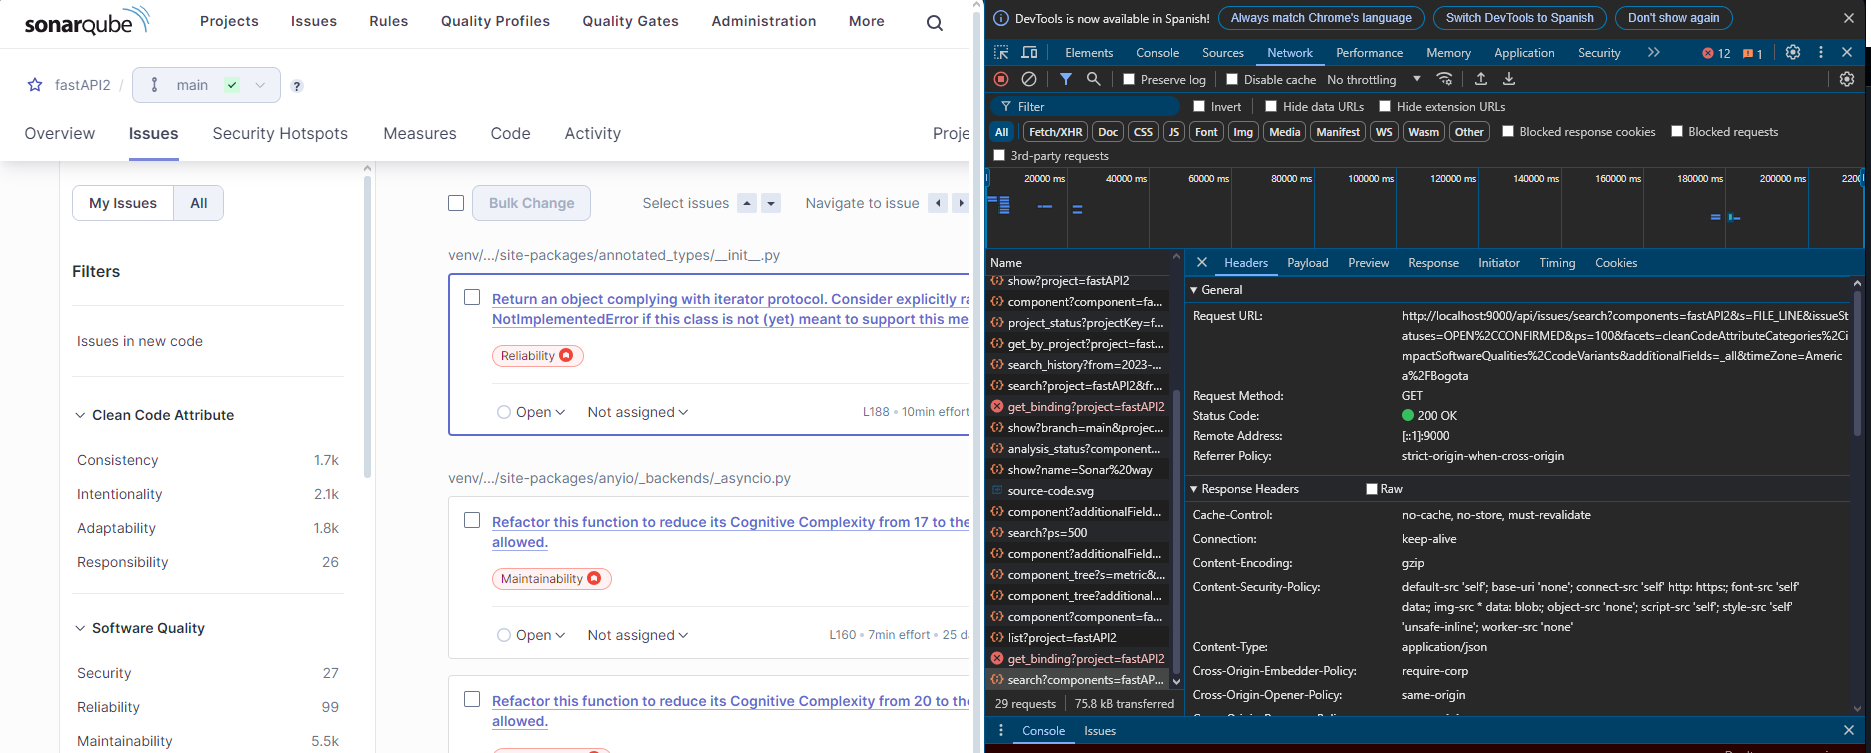 sonarqube
Projects Issues Rules Quality Profiles Quality Gates Administration More
fastAPI2 / main ?
Overview Issues Security Hotspots Measures Code Activity Proje
My Issues All
Filters
Issues in new code
Clean Code Attribute
Consistency 1.7k
Intentionality 2.1k
Adaptability 1.8k
Responsibility 26
Software Quality
Security 27
Reliability 99
Maintainability 5.5k
Bulk Change Select issues Navigate to issue
venv/.../site-packages/annotated_types/__init__.py
Return an object complying with iterator protocol. Consider explicitly ra
NotImplementedError if this class is not (yet) meant to support this me
Reliability
Open Not assigned L188 • 10min effort
venv/.../site-packages/anyio/_backends/_asyncio.py
Refactor this function to reduce its Cognitive Complexity from 17 to the
allowed.
Maintainability
Open Not assigned L160 • 7min effort • 25 da
Refactor this function to reduce its Cognitive Complexity from 20 to the
allowed.
DevTools is now available in Spanish! Always match Chrome's language Switch DevTools to Spanish Don't show again
Elements Console Sources Network Performance Memory Application Security 12 1
Preserve log Disable cache No throttling
Filter Invert Hide data URLs Hide extension URLs
All Fetch/XHR Doc CSS JS Font Img Media Manifest WS Wasm Other Blocked response cookies Blocked requests
3rd-party requests
20000 ms 40000 ms 60000 ms 80000 ms 100000 ms 120000 ms 140000 ms 160000 ms 180000 ms 200000 ms 2200
Name
show?project=fastAPI2
component?component=fa...
project_status?projectKey=f...
get_by_project?project=fast...
search_history?from=2023-...
search?project=fastAPI2&fr...
get_binding?project=fastAPI2
show?branch=main&projec...
analysis_status?component...
show?name=Sonar%20way
source-code.svg
component?additionalField...
search?ps=500
component?additionalField...
component_tree?s=metric&...
component_tree?additional...
component?component=fa...
list?project=fastAPI2
get_binding?project=fastAPI2
search?components=fastAP...
29 requests 75.8 kB transferred
Headers Payload Preview Response Initiator Timing Cookies
General
Request URL: http://localhost:9000/api/issues/search?components=fastAPI2&s=FILE_LINE&issueSt
atuses=OPEN%2CCONFIRMED&ps=100&facets=cleanCodeAttributeCategories%2Ci
mpactSoftwareQualities%2CcodeVariants&additionalFields=_all&timeZone=Americ
a%2FBogota
Request Method: GET
Status Code: 200 OK
Remote Address: [::1]:9000
Referrer Policy: strict-origin-when-cross-origin
Response Headers Raw
Cache-Control: no-cache, no-store, must-revalidate
Connection: keep-alive
Content-Encoding: gzip
Content-Security-Policy: default-src 'self'; base-uri 'none'; connect-src 'self' http: https:; font-src 'self'
data:; img-src * data: blob:; object-src 'none'; script-src 'self'; style-src 'self'
'unsafe-inline'; worker-src 'none'
Content-Type: application/json
Cross-Origin-Embedder-Policy: require-corp
Cross-Origin-Opener-Policy: same-origin
Console Issues